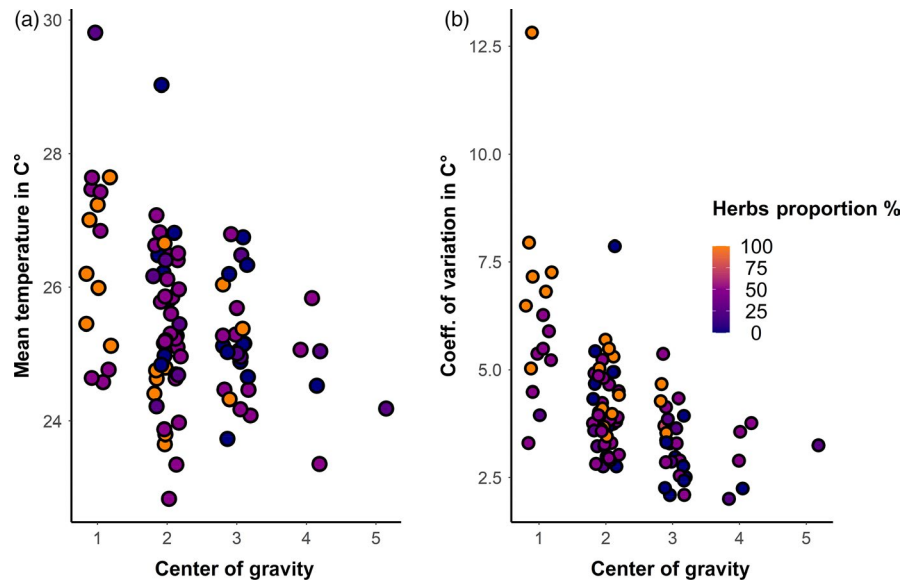 (a)
30
28
26
24
Mean temperature in C°
1 2 3 4 5
Center of gravity
(b)
12.5
10.0
7.5
5.0
2.5
Coeff. of variation in C°
1 2 3 4 5
Center of gravity
Herbs proportion %
100
75
50
25
0